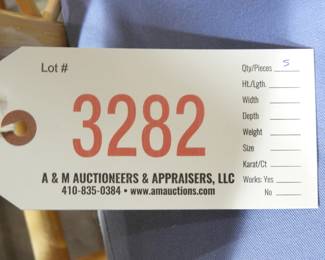 Lot #
3282
A & M AUCTIONEERS & APPRAISERS, LLC
410-835-0384 • www.amauctions.com
Qty/Pieces 5
Ht./Lgth.
Width
Depth
Weight
Size
Karat/Ct
Works: Yes
No